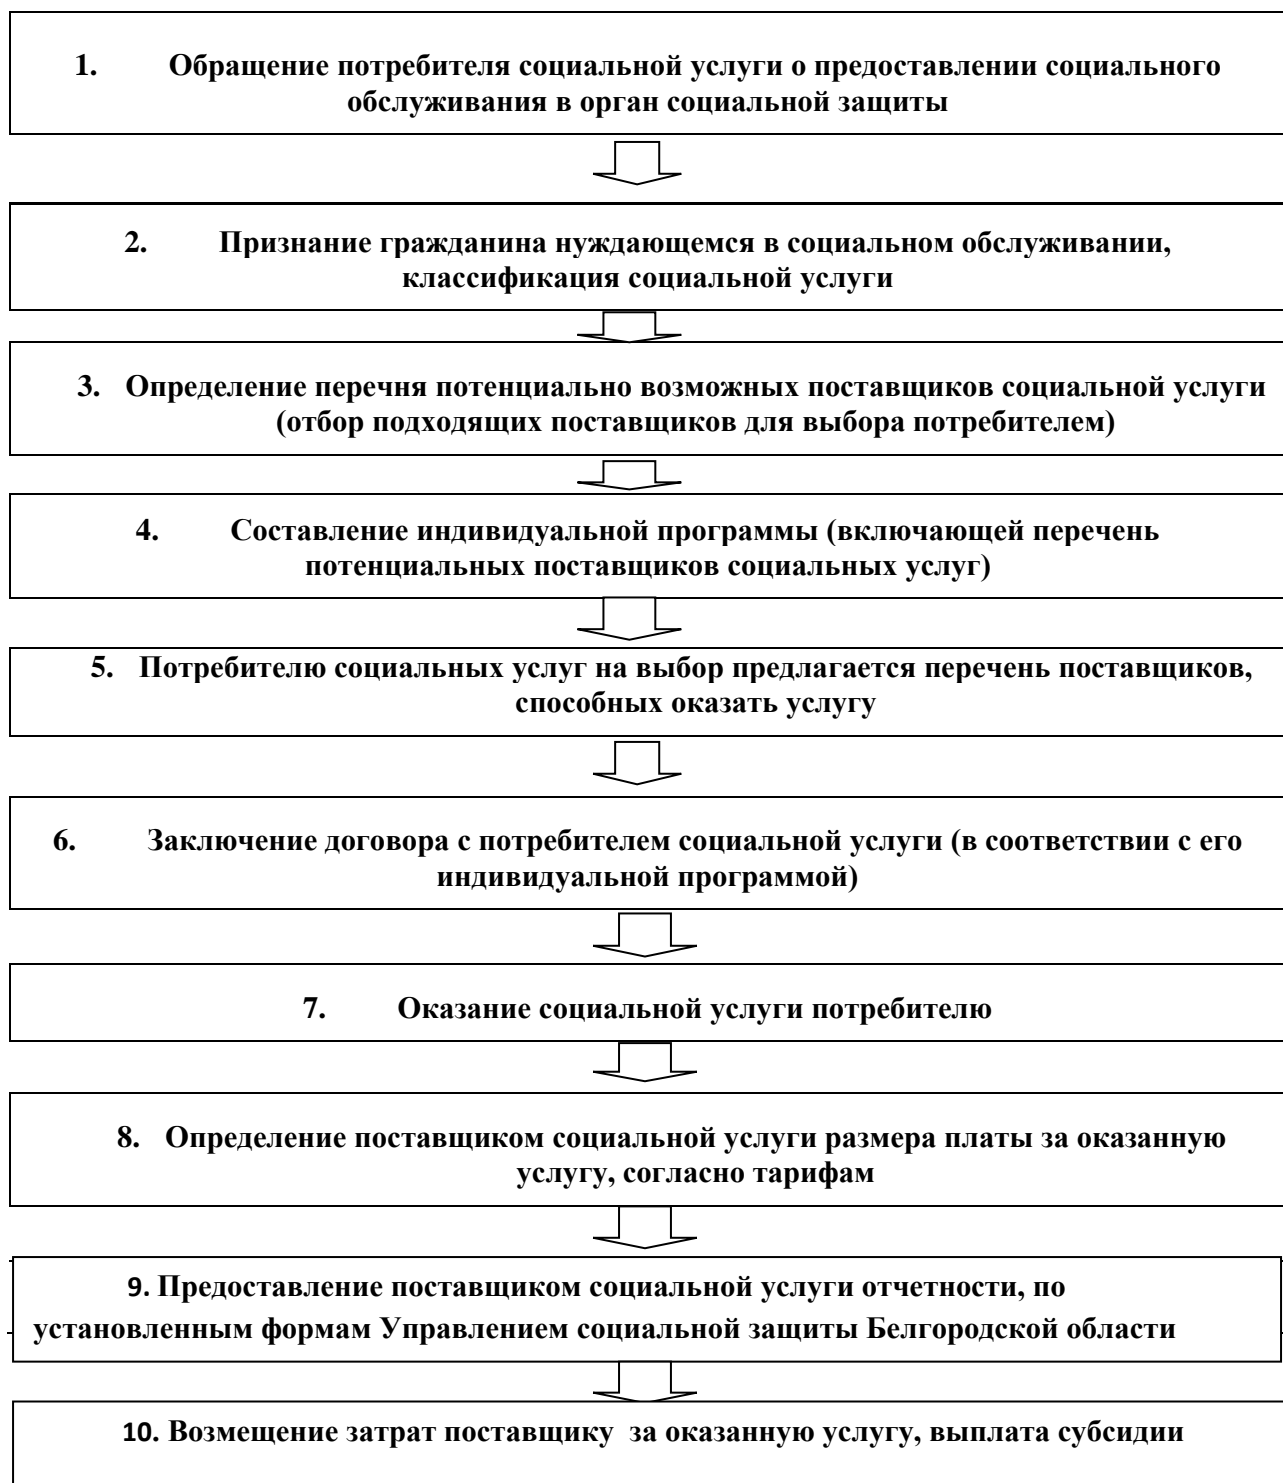 1. Обращение потребителя социальной услуги о предоставлении социального
обслуживания в орган социальной защиты
2. Признание гражданина нуждающемся в социальном обслуживании,
классификация социальной услуги
3. Определение перечня потенциально возможных поставщиков социальной услуги
(отбор подходящих поставщиков для выбора потребителем)
4. Составление индивидуальной программы (включающей перечень
потенциальных поставщиков социальных услуг)
5. Потребителю социальных услуг на выбор предлагается перечень поставщиков,
способных оказать услугу
6. Заключение договора с потребителем социальной услуги (в соответствии с его
индивидуальной программой)
7. Оказание социальной услуги потребителю
8. Определение поставщиком социальной услуги размера платы за оказанную
услугу, согласно тарифам
9. Предоставление поставщиком социальной услуги отчетности, по
установленным формам Управлением социальной защиты Белгородской области
10. Возмещение затрат поставщику за оказанную услугу, выплата субсидии